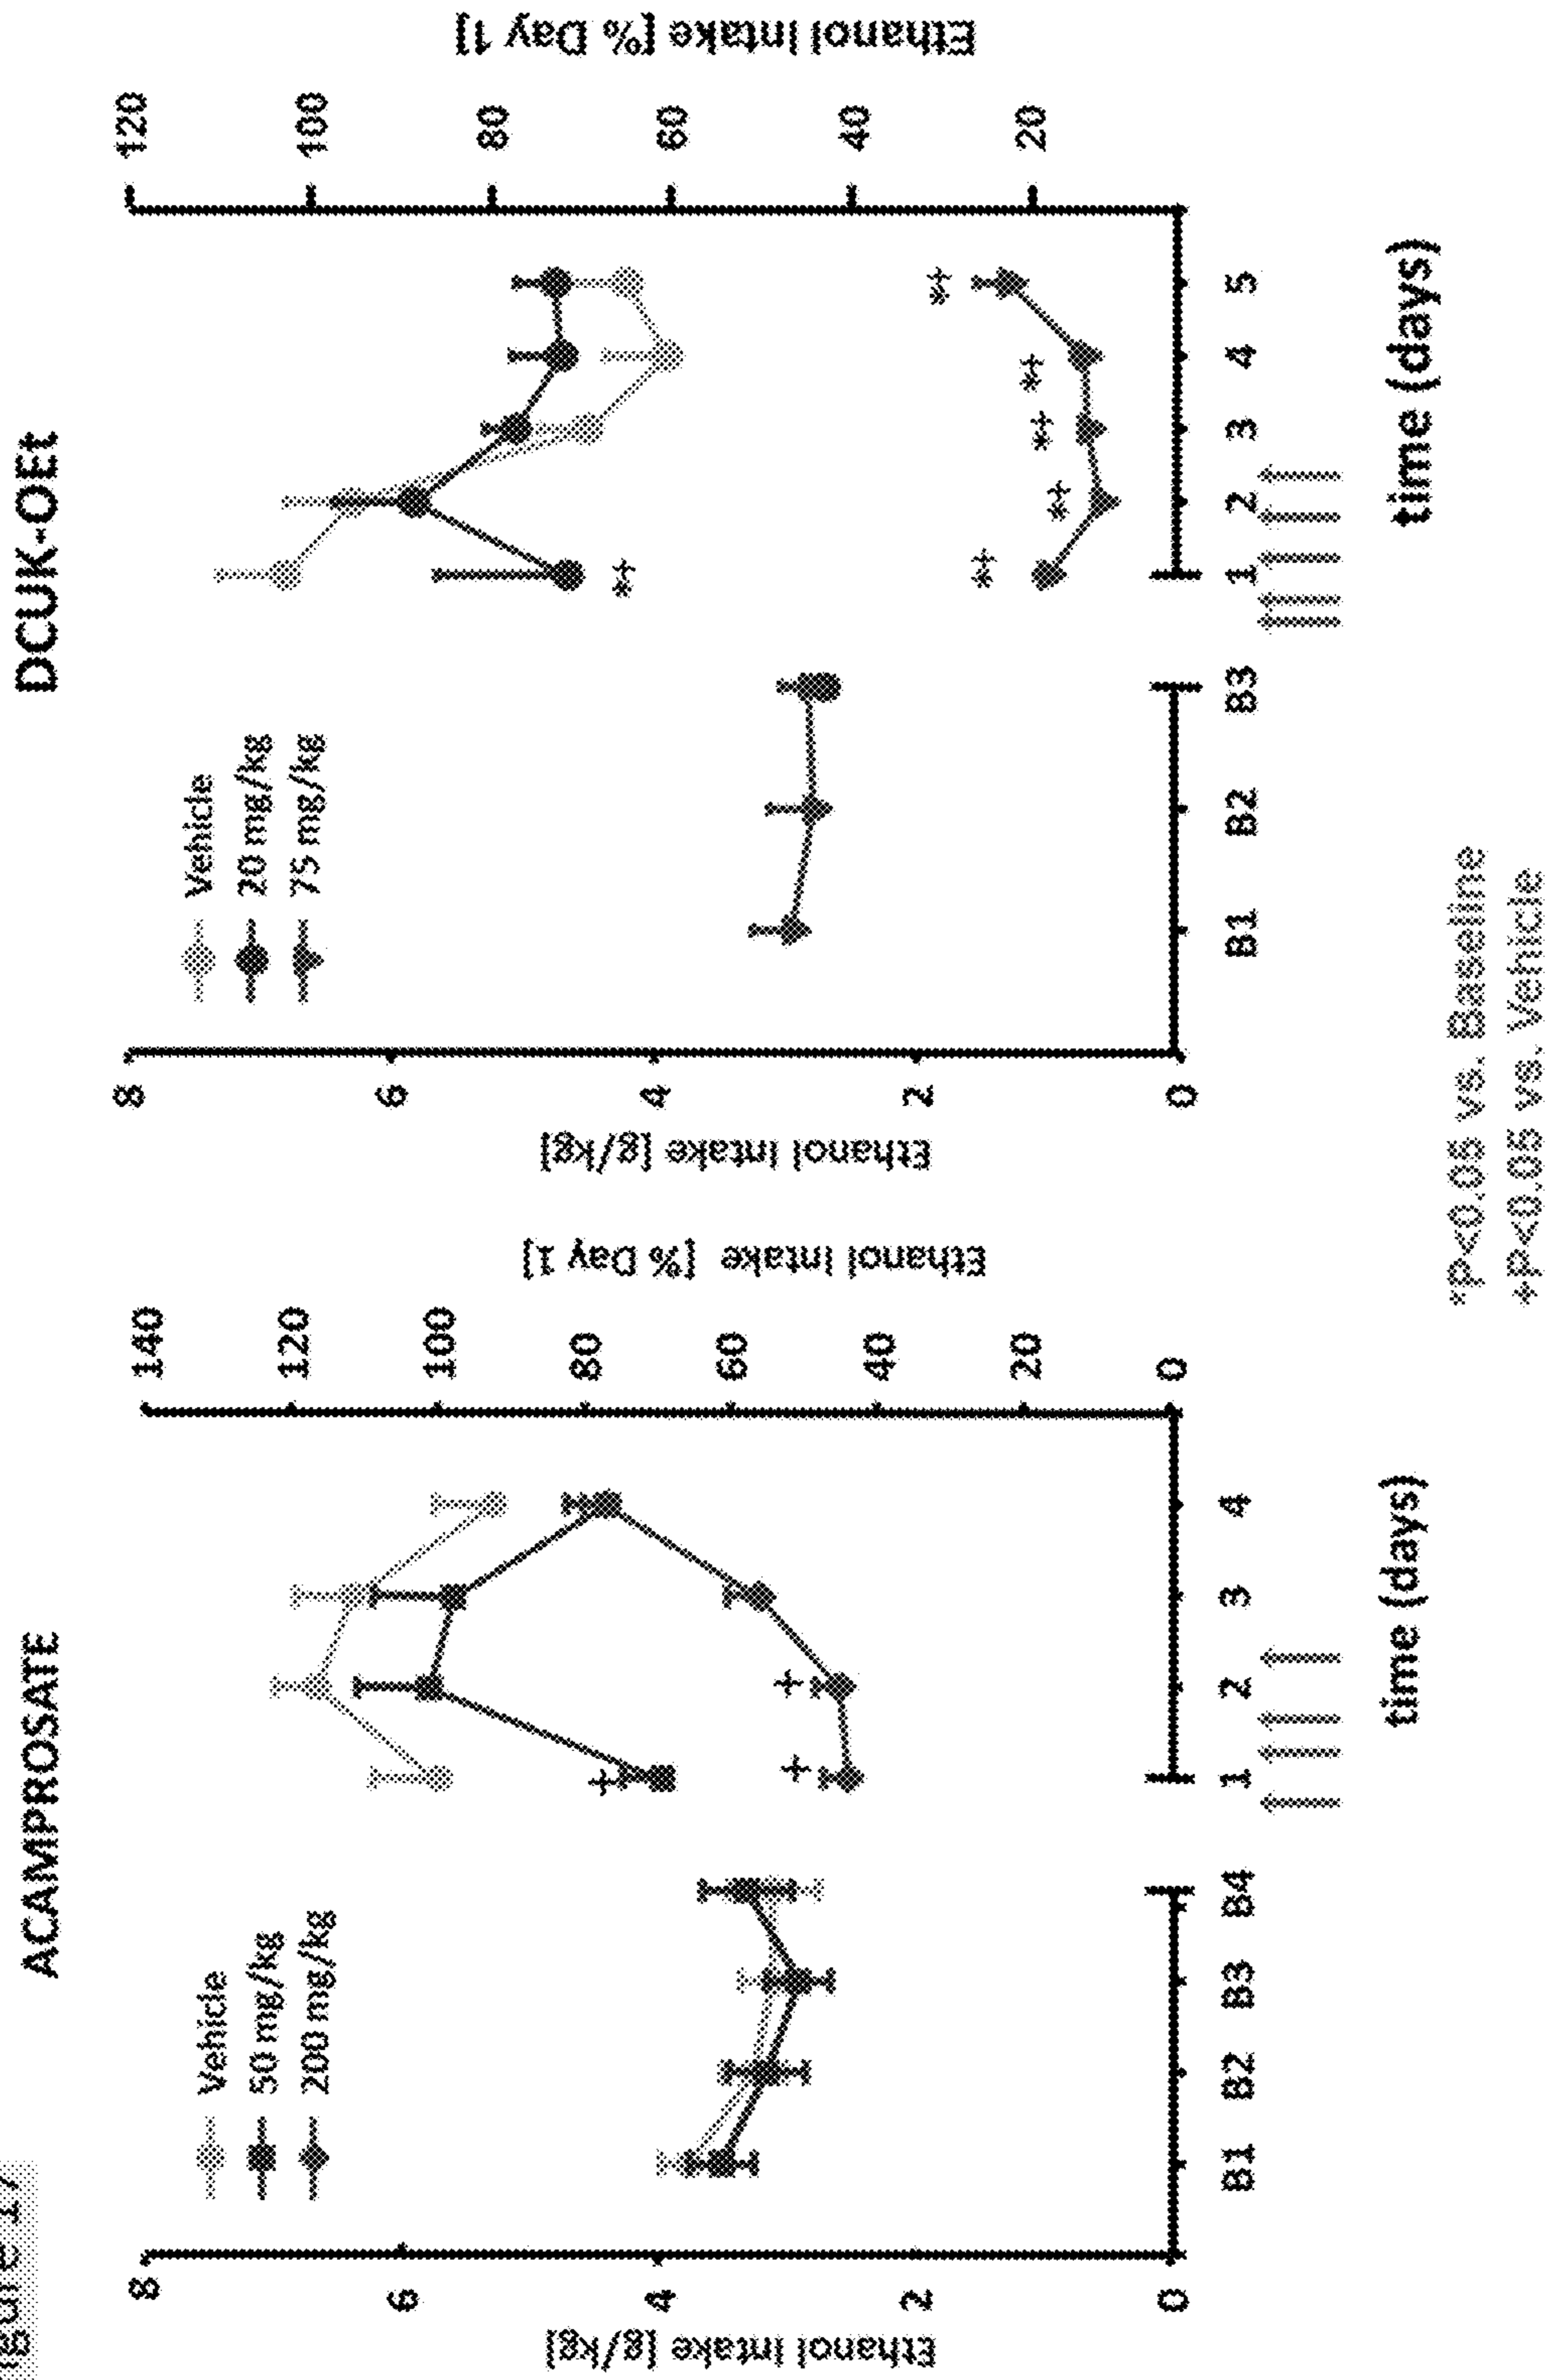 ACAMPROSATE
Vehicle
50 mg/kg
200 mg/kg
Ethanol Intake [g/kg]
8
6
4
2
0
B1 B2 B3 B4 1 2 3 4
time (days)
140
120
100
80
60
40
20
0
Ethanol Intake [% Day 1]
+
+
+
DCUK-OEt
Vehicle
20 mg/kg
75 mg/kg
Ethanol Intake [g/kg]
8
6
4
2
0
B1 B2 B3 1 2 3 4 5
time (days)
120
100
80
60
40
20
Ethanol Intake [% Day 1]
*+
*+
*+
*+
*+
*+
*P<0.05 vs. Baseline
+P<0.05 vs. Vehicle